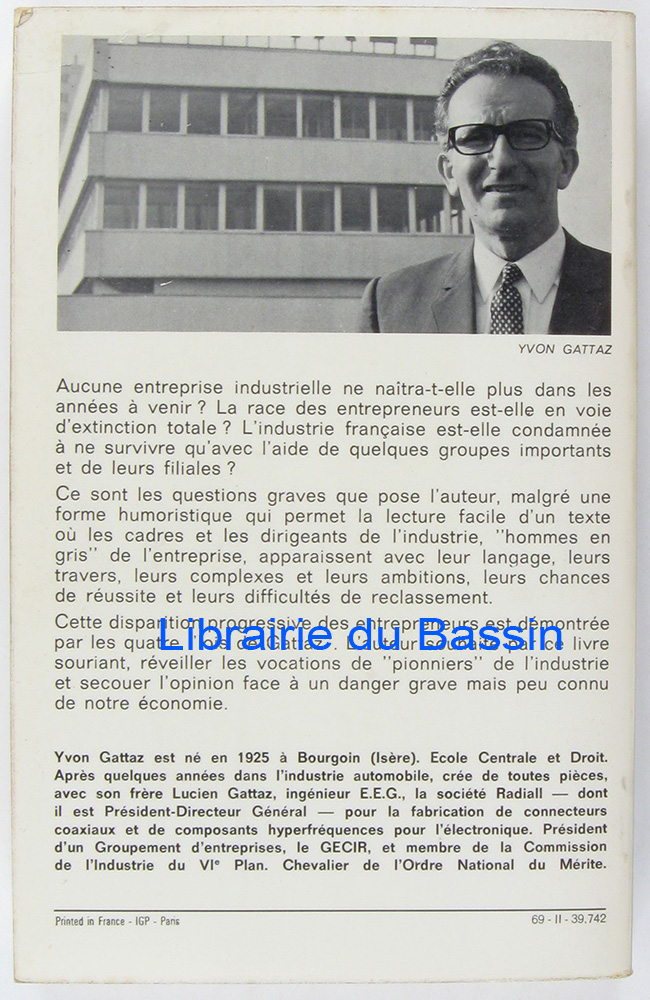 YVON GATTAZ
Aucune entreprise industrielle ne naîtra-t-elle plus dans les
années à venir ? La race des entrepreneurs est-elle en voie
d'extinction totale ? L'industrie française est-elle condamnée
à ne survivre qu'avec l'aide de quelques groupes importants
et de leurs filiales ?
Ce sont les questions graves que pose l'auteur, malgré une
forme humoristique qui permet la lecture facile d'un texte
où les cadres et les dirigeants de l'industrie, "hommes en
gris" de l'entreprise, apparaissent avec leur langage, leurs
travers, leurs complexes et leurs ambitions, leurs chances
de réussite et leurs difficultés de reclassement.
Cette disparition progressive des entrepreneurs est démontrée
par les quatre "lois de Gattaz". L'auteur souhaite par ce livre
Librairie du Bassin
souriant, réveiller les vocations de "pionniers" de l'industrie
et secouer l'opinion face à un danger grave mais peu connu
de notre économie.
Yvon Gattaz est né en 1925 à Bourgoin (Isère). Ecole Centrale et Droit.
Après quelques années dans l'industrie automobile, crée de toutes pièces,
avec son frère Lucien Gattaz, ingénieur E.E.G., la société Radiall — dont
il est Président-Directeur Général — pour la fabrication de connecteurs
coaxiaux et de composants hyperfréquences pour l'électronique. Président
d'un Groupement d'entreprises, le GECIR, et membre de la Commission
de l'Industrie du VIe Plan. Chevalier de l'Ordre National du Mérite.
Printed in France - IGP - Paris
69 - II - 39.742